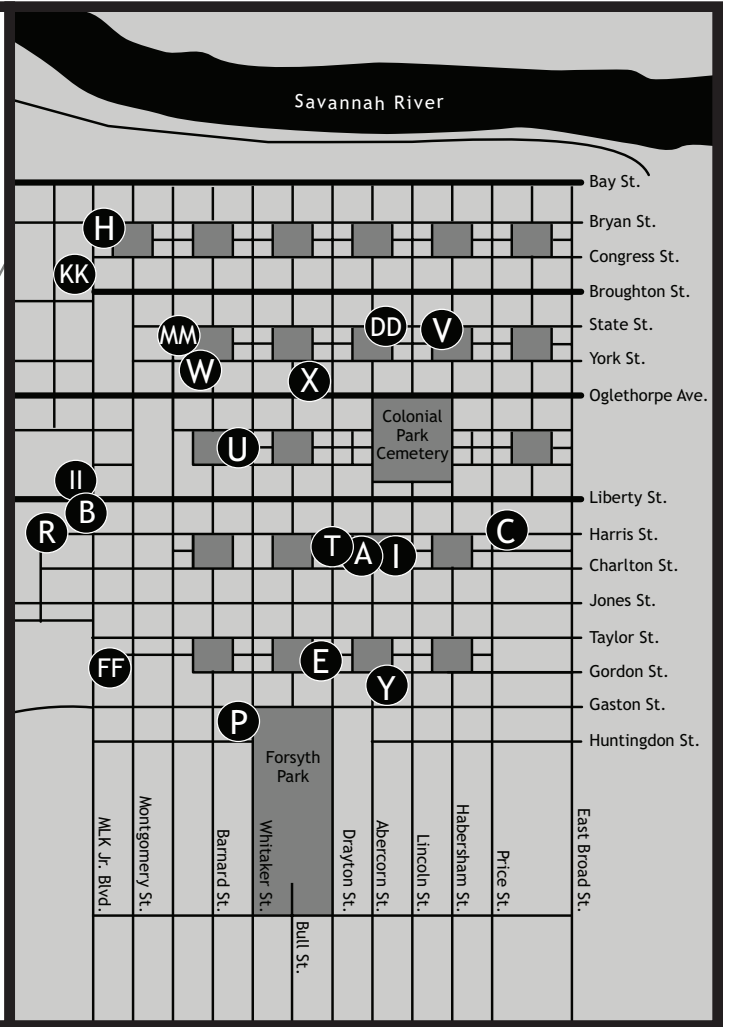 Savannah River
Bay St.
H
Bryan St.
KK
Congress St.
Broughton St.
MM
DD
V
State St.
W
X
York St.
Oglethorpe Ave.
Colonial
Park
Cemetery
U
II
B
Liberty St.
R
T
A
I
C
Harris St.
Charlton St.
Jones St.
Taylor St.
FF
E
Y
Gordon St.
P
Gaston St.
Forsyth
Park
Huntingdon St.
MLK Jr. Blvd.
Montgomery St.
Barnard St.
Whitaker St.
Bull St.
Drayton St.
Abercorn St.
Lincoln St.
Habersham St.
Price St.
East Broad St.